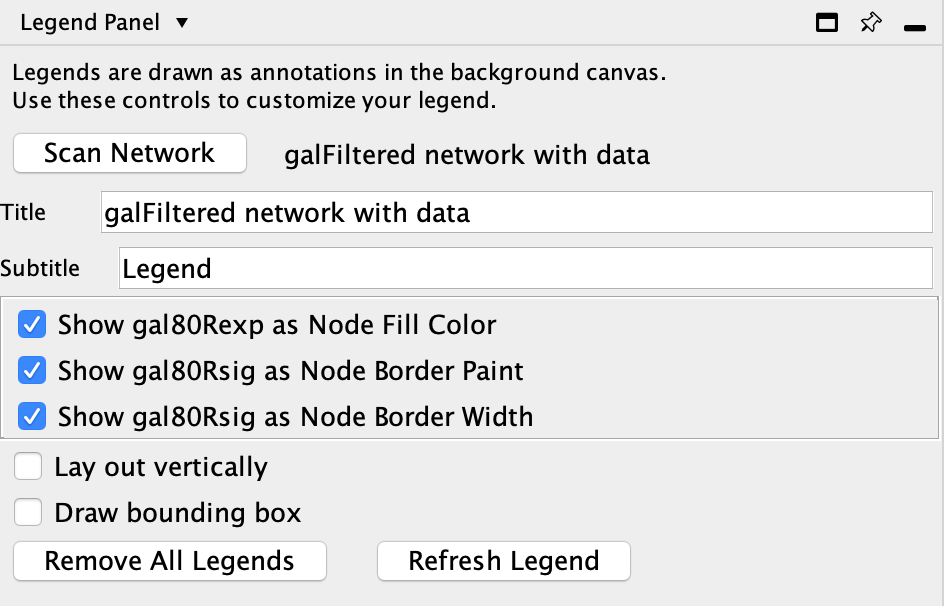 Legend Panel
Legends are drawn as annotations in the background canvas.
Use these controls to customize your legend.
Scan Network galFiltered network with data
Title galFiltered network with data
Subtitle Legend
Show gal80Rexp as Node Fill Color
Show gal80Rsig as Node Border Paint
Show gal80Rsig as Node Border Width
Lay out vertically
Draw bounding box
Remove All Legends Refresh Legend